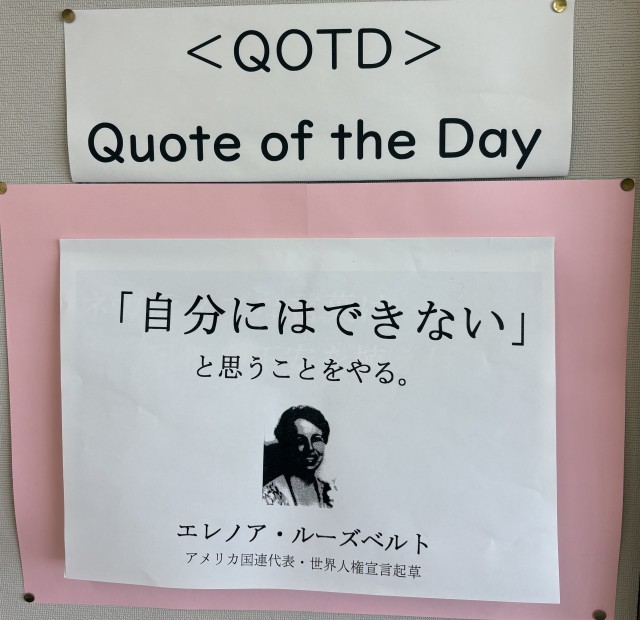 ＜QOTD＞
Quote of the Day
「自分にはできない」
と思うことをやる。
エレノア・ルーズベルト
アメリカ国連代表・世界人権宣言起草